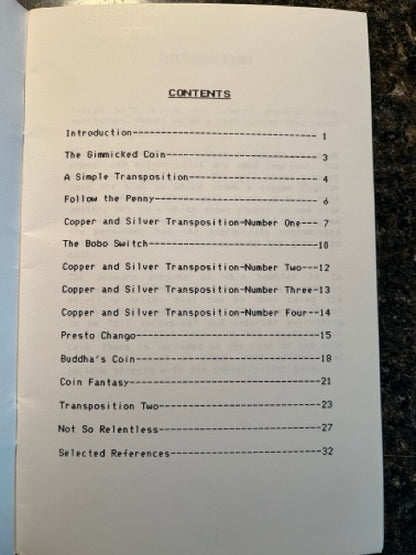 CONTENTS
Introduction------------------------------ 1
The Gimmicked Coin------------------------- 3
A Simple Transposition--------------------- 4
Follow the Penny--------------------------- 6
Copper and Silver Transposition-Number One--- 7
The Bobo Switch---------------------------10
Copper and Silver Transposition-Number Two---12
Copper and Silver Transposition-Number Three-13
Copper and Silver Transposition-Number Four--14
Presto Chango-----------------------------15
Buddha's Coin-----------------------------18
Coin Fantasy------------------------------21
Transposition Two-------------------------23
Not So Relentless-------------------------27
Selected References-----------------------32